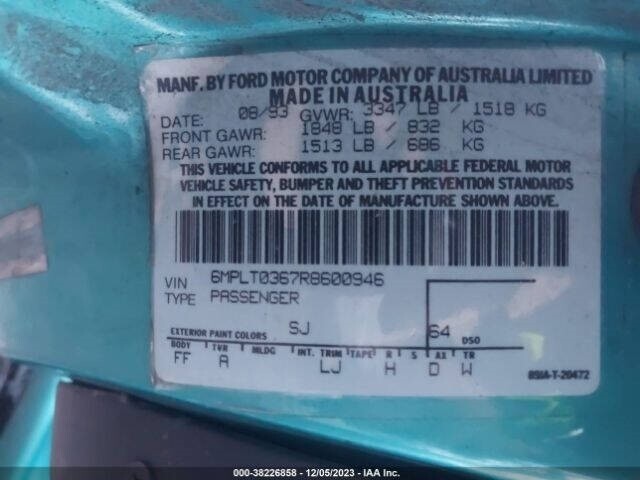 MANF. BY FORD MOTOR COMPANY OF AUSTRALIA LIMITED
MADE IN AUSTRALIA
DATE: 08/93 GVWR: 3347 LB / 1518 KG
FRONT GAWR: 1848 LB / 832 KG
REAR GAWR: 1513 LB / 686 KG
THIS VEHICLE CONFORMS TO ALL APPLICABLE FEDERAL MOTOR
VEHICLE SAFETY, BUMPER AND THEFT PREVENTION STANDARDS
IN EFFECT ON THE DATE OF MANUFACTURE SHOWN ABOVE.
VIN 6MPLT0367R8600946
TYPE PASSENGER
EXTERIOR PAINT COLORS SJ 64 DSO
BODY TVR MLDG INT. TRIM TAPE R S AX TR
FF A LJ H D W
89IA-T-20472
000-38226858 - 12/05/2023 - IAA Inc.